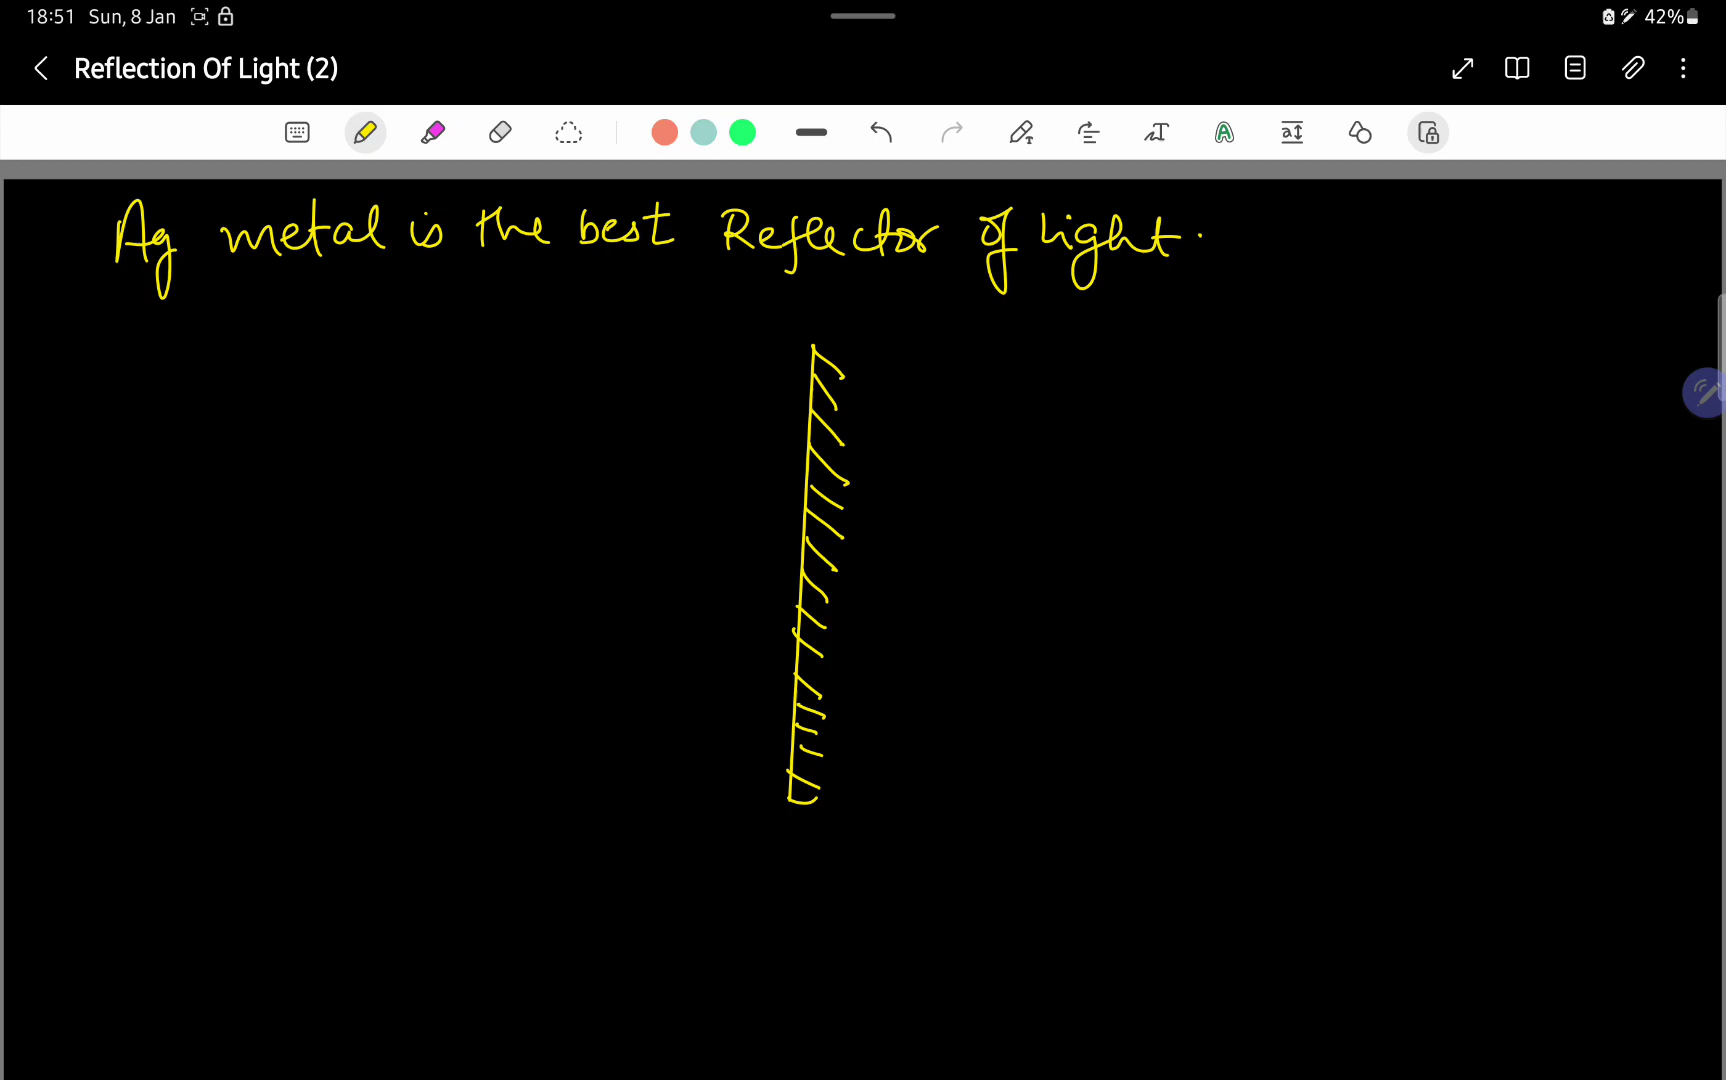 18:51 Sun, 8 Jan 42%
Reflection Of Light (2)
Ag metal is the best Reflector of Light.